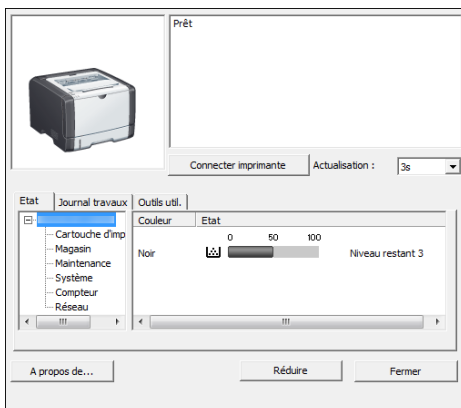 Prêt
Connecter imprimante Actualisation : 3s
Etat Journal travaux Outils util.
Couleur Etat
Cartouche d'imp
0 50 100
Magasin
Noir Niveau restant 3
Maintenance
Système
Compteur
Réseau
A propos de... Réduire Fermer